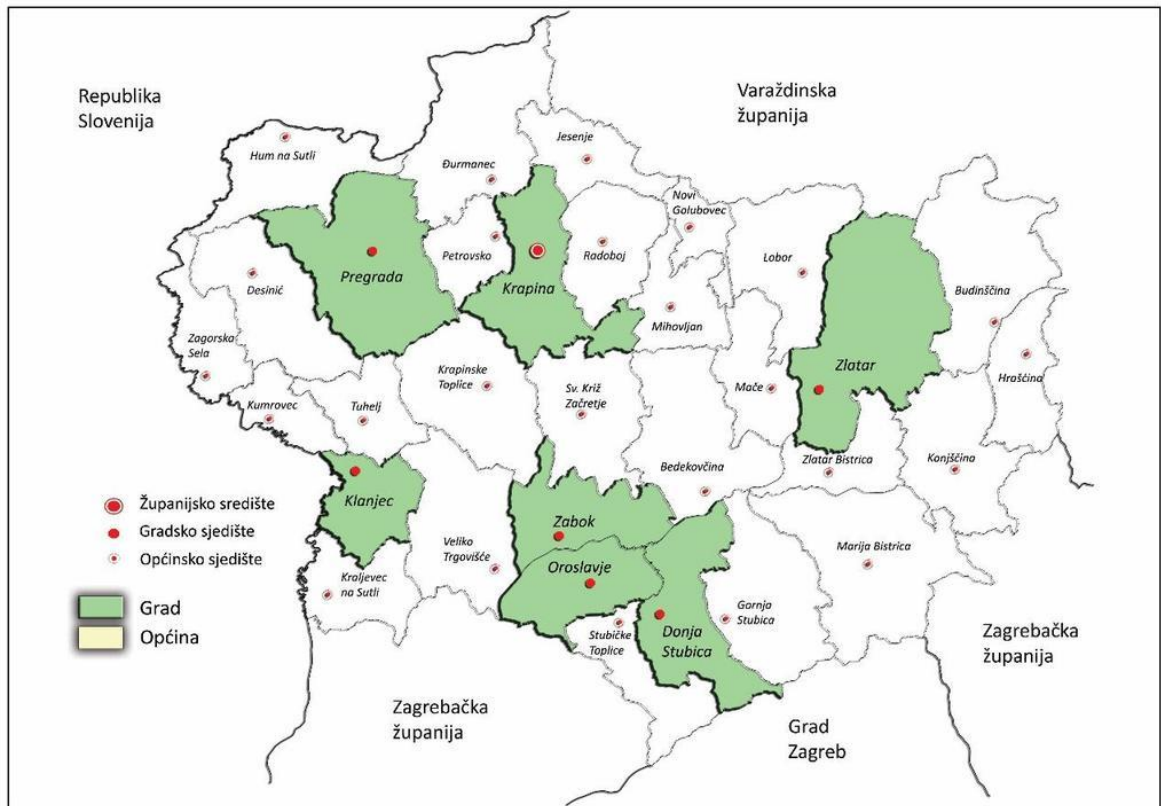 Republika
Slovenija
Varaždinska
županija
Hum na Sutli
Đurmanec
Jesenje
Novi
Golubovec
Petrovsko
Radoboj
Lobor
Pregrada
Krapina
Desinić
Budinščina
Mihovljan
Zagorska
Sela
Krapinske
Toplice
Zlatar
Hraščina
Sv. Križ
Začretje
Mače
Kumrovec
Tuhelj
Bedekovčina
Zlatar Bistrica
Konjščina
Klanjec
Županijsko središte
Gradsko sjedište
Općinsko sjedište
Zabok
Veliko
Trgovišće
Marija Bistrica
Oroslavje
Kraljevec
na Sutli
Grad
Općina
Gornja
Stubica
Stubičke
Toplice
Donja
Stubica
Zagrebačka
županija
Zagrebačka
županija
Grad
Zagreb